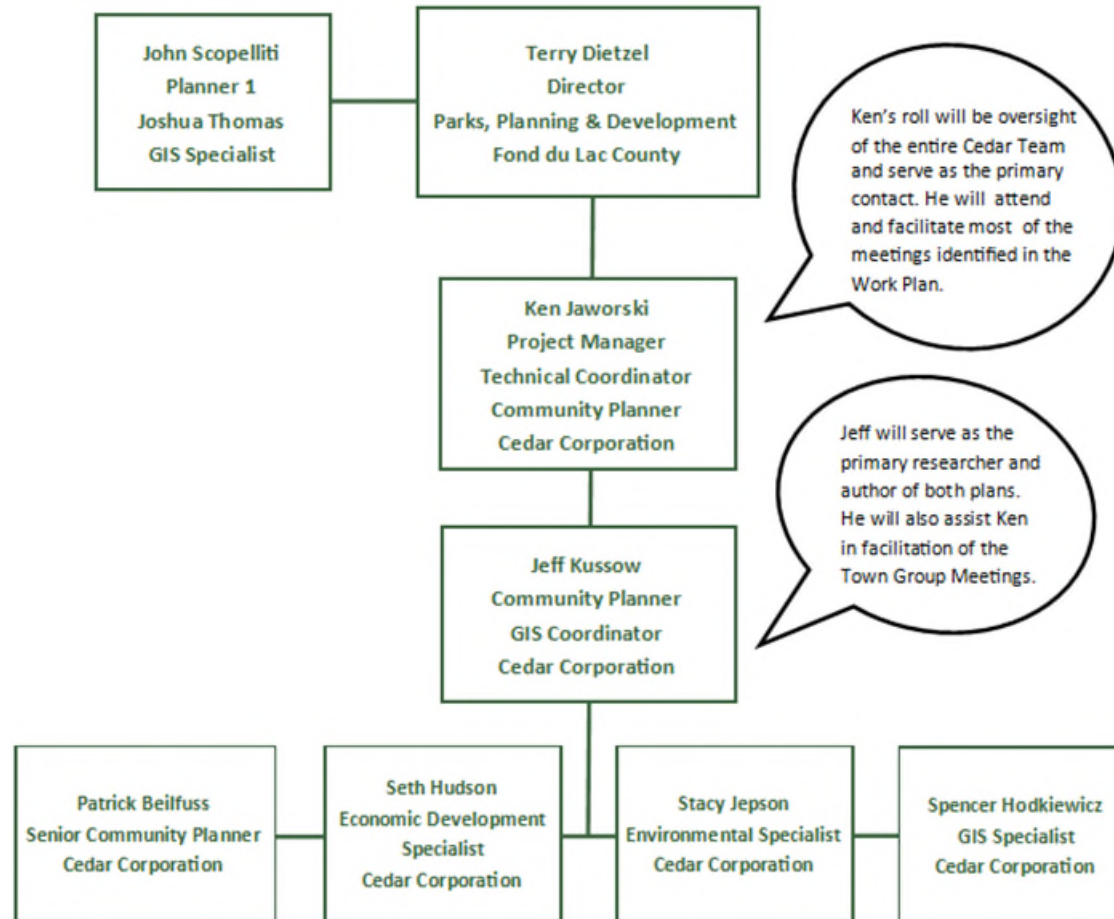 John Scopelliti
Planner 1
Joshua Thomas
GIS Specialist
Terry Dietzel
Director
Parks, Planning & Development
Fond du Lac County
Ken's roll will be oversight
of the entire Cedar Team
and serve as the primary
contact. He will attend
and facilitate most of the
meetings identified in the
Work Plan.
Ken Jaworski
Project Manager
Technical Coordinator
Community Planner
Cedar Corporation
Jeff will serve as the
primary researcher and
author of both plans.
He will also assist Ken
in facilitation of the
Town Group Meetings.
Jeff Kussow
Community Planner
GIS Coordinator
Cedar Corporation
Patrick Beilfuss
Senior Community Planner
Cedar Corporation
Seth Hudson
Economic Development
Specialist
Cedar Corporation
Stacy Jepson
Environmental Specialist
Cedar Corporation
Spencer Hodkiewicz
GIS Specialist
Cedar Corporation